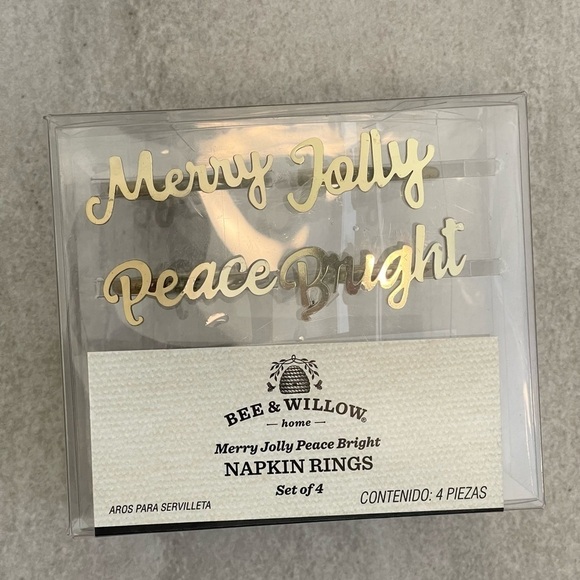 Merry Jolly
Peace Bright
BEE & WILLOW®
home
Merry Jolly Peace Bright
NAPKIN RINGS
Set of 4
AROS PARA SERVILLETA
CONTENIDO: 4 PIEZAS